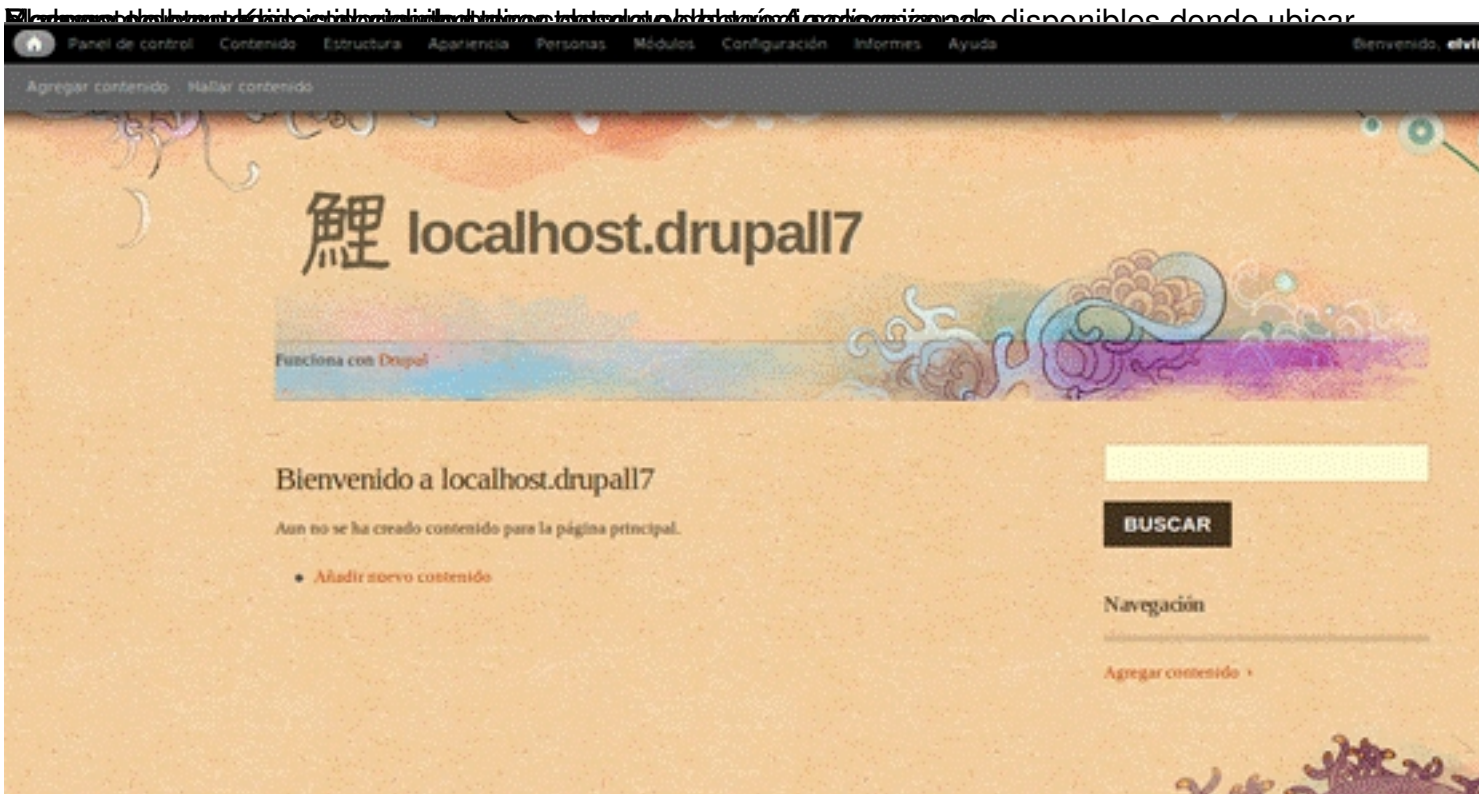 disponibles donde ubicar
Panel de control Contenido Estructura Apariencia Personas Módulos Configuración Informes Ayuda Bienvenido,
Agregar contenido Hallar contenido
鯉 localhost.drupall7
Funciona con Drupal
Bienvenido a localhost.drupall7
Aun no se ha creado contenido para la página principal.
Añadir nuevo contenido
BUSCAR
Navegación
Agregar contenido